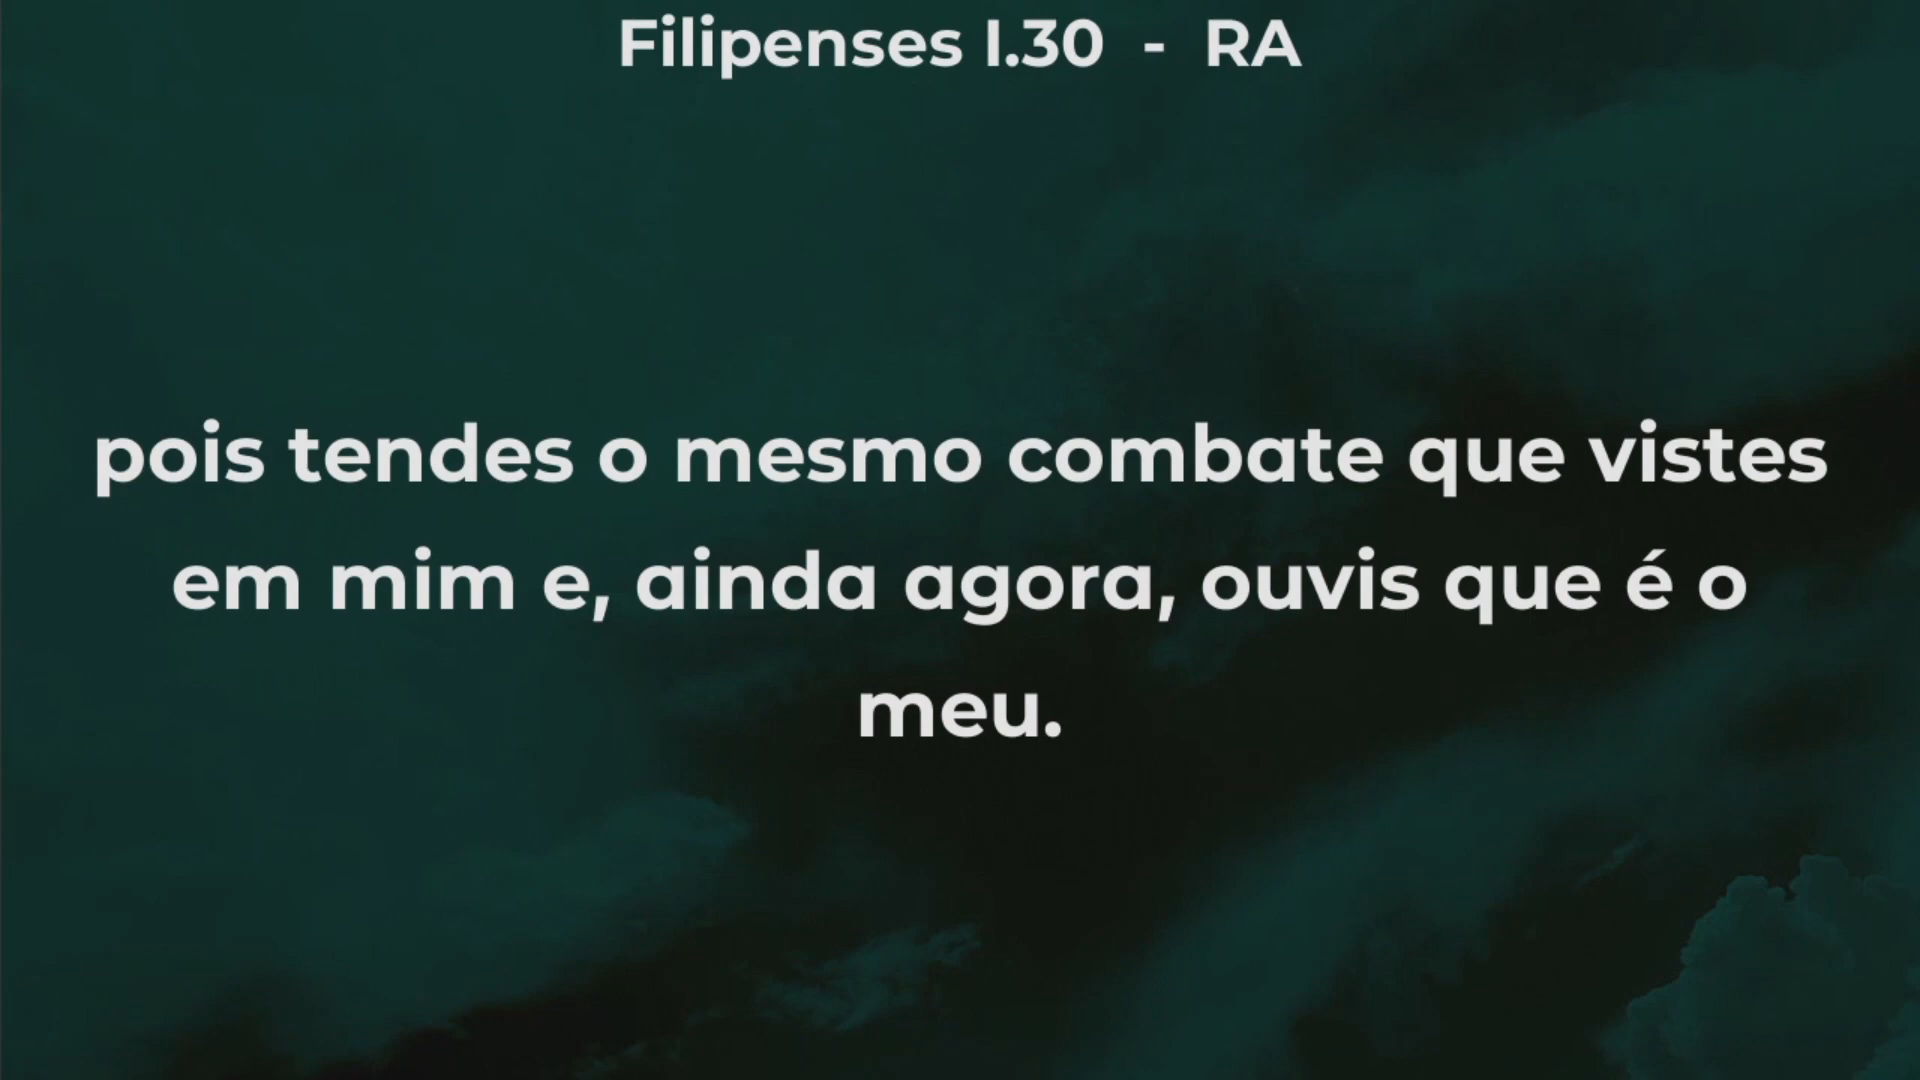 Filipenses I.30 - RA
pois tendes o mesmo combate que vistes
em mim e, ainda agora, ouvis que é o
meu.